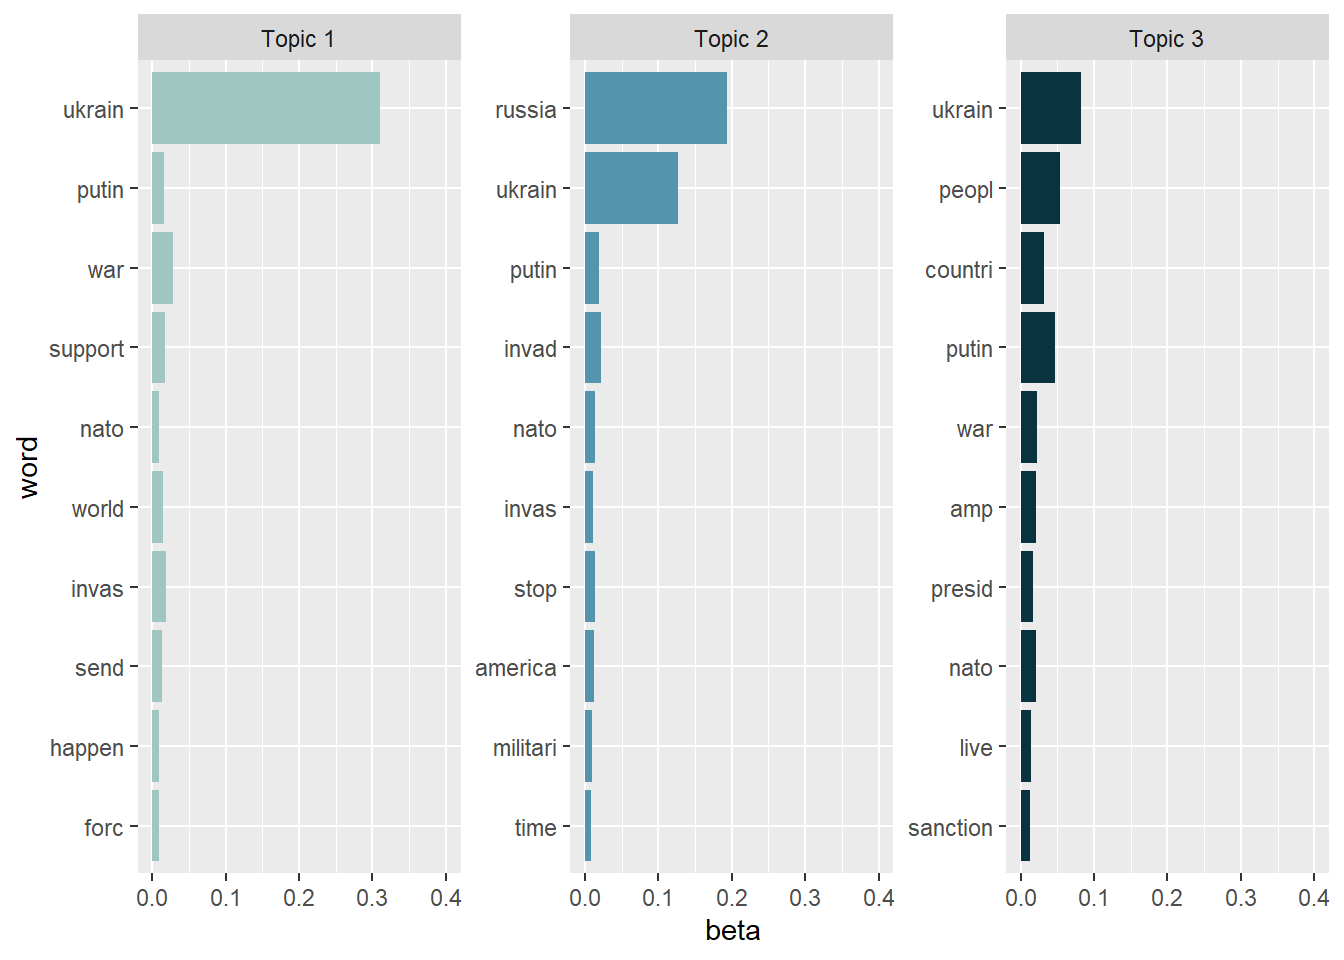 Topic 1
Topic 2
Topic 3
word
ukrain
putin
war
support
nato
world
invas
send
happen
forc
0.0 0.1 0.2 0.3 0.4
russia
ukrain
putin
invad
nato
invas
stop
america
militari
time
0.0 0.1 0.2 0.3 0.4
ukrain
peopl
countri
putin
war
amp
presid
nato
live
sanction
0.0 0.1 0.2 0.3 0.4
beta